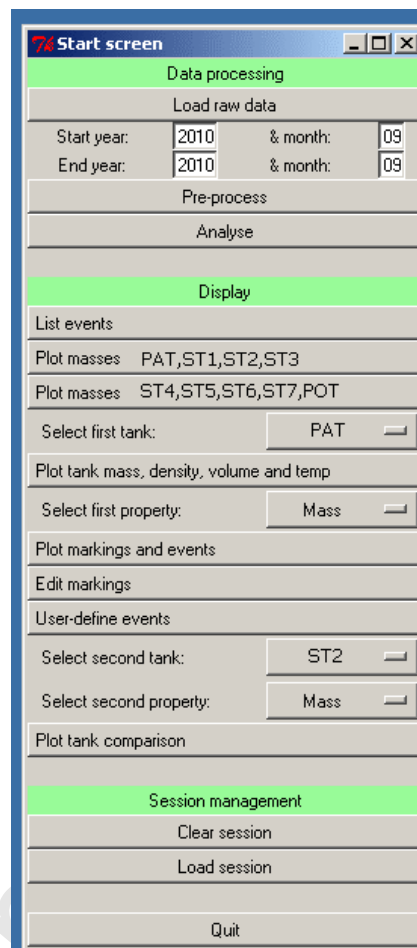 Start screen
Data processing
Load raw data
Start year: 2010 & month: 09
End year: 2010 & month: 09
Pre-process
Analyse
Display
List events
Plot masses PAT,ST1,ST2,ST3
Plot masses ST4,ST5,ST6,ST7,POT
Select first tank: PAT
Plot tank mass, density, volume and temp
Select first property: Mass
Plot markings and events
Edit markings
User-define events
Select second tank: ST2
Select second property: Mass
Plot tank comparison
Session management
Clear session
Load session
Quit